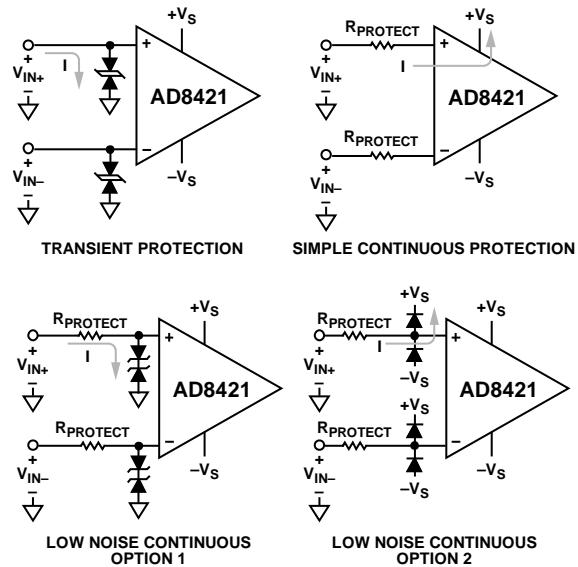 +VS
+
I
+
VIN+
–
AD8421
+
VIN–
–
–
–VS
TRANSIENT PROTECTION
+VS
RPROTECT
+
I
+
VIN+
–
AD8421
RPROTECT
–
+
VIN–
–
–VS
SIMPLE CONTINUOUS PROTECTION
+VS
RPROTECT
+
I
+
VIN+
–
AD8421
RPROTECT
–
+
VIN–
–
–VS
LOW NOISE CONTINUOUS
OPTION 1
+VS
+VS
RPROTECT
+
I
+
VIN+
–
–VS
AD8421
+VS
RPROTECT
–
+
VIN–
–
–VS
–VS
LOW NOISE CONTINUOUS
OPTION 2